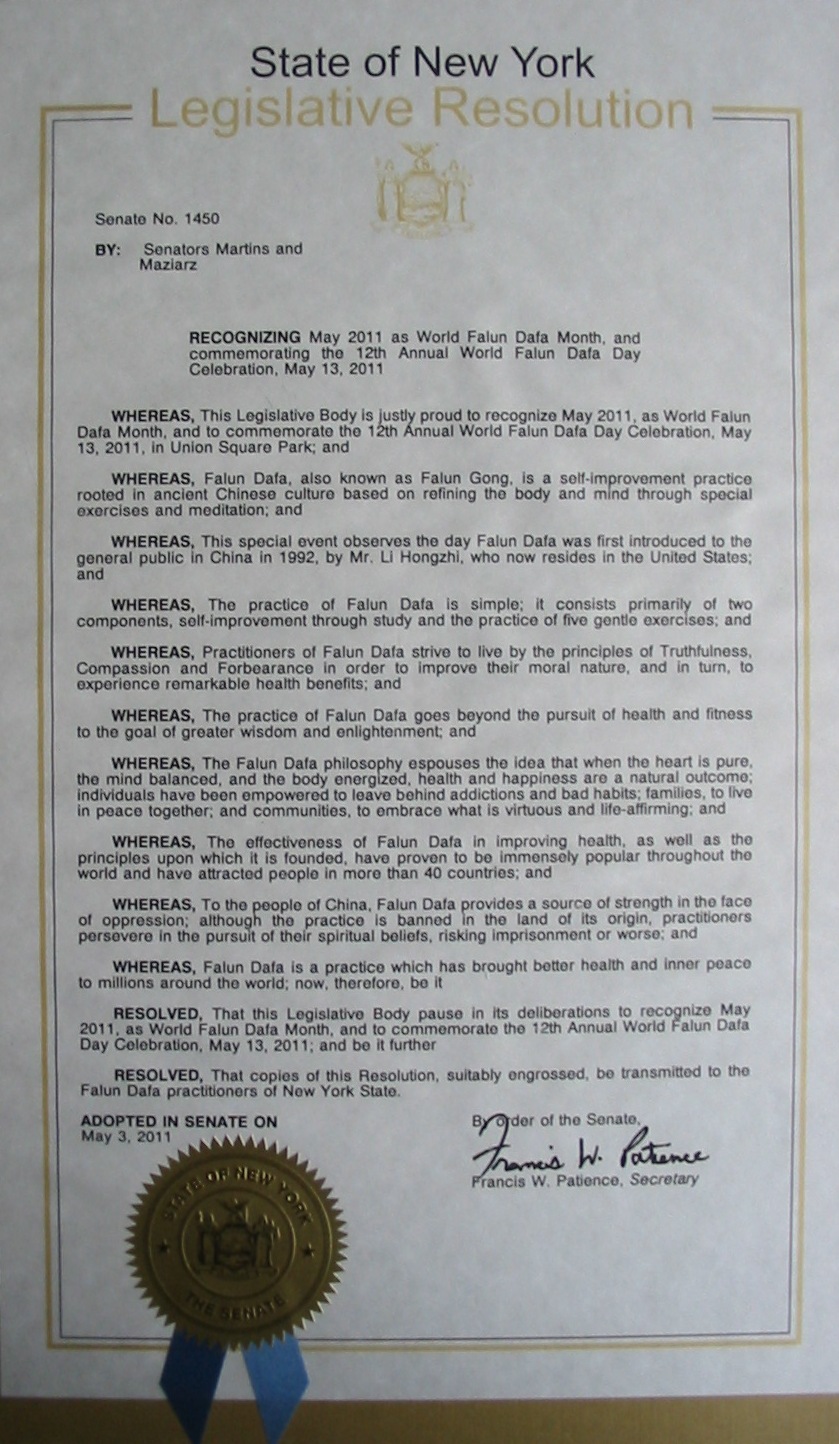 State of New York
Legislative Resolution
Senate No. 1450
BY: Senators Martins and
Maziarz
RECOGNIZING May 2011 as World Falun Dafa Month, and
commemorating the 12th Annual World Falun Dafa Day
Celebration, May 13, 2011
WHEREAS, This Legislative Body is justly proud to recognize May 2011, as World Falun
Dafa Month, and to commemorate the 12th Annual World Falun Dafa Day Celebration, May
13, 2011, in Union Square Park; and
WHEREAS, Falun Dafa, also known as Falun Gong, is a self-improvement practice
rooted in ancient Chinese culture based on refining the body and mind through special
exercises and meditation; and
WHEREAS, This special event observes the day Falun Dafa was first introduced to the
general public in China in 1992, by Mr. Li Hongzhi, who now resides in the United States;
and
WHEREAS, The practice of Falun Dafa is simple; it consists primarily of two
components, self-improvement through study and the practice of five gentle exercises; and
WHEREAS, Practitioners of Falun Dafa strive to live by the principles of Truthfulness,
Compassion and Forbearance in order to improve their moral nature, and in turn, to
experience remarkable health benefits; and
WHEREAS, The practice of Falun Dafa goes beyond the pursuit of health and fitness
to the goal of greater wisdom and enlightenment; and
WHEREAS, The Falun Dafa philosophy espouses the idea that when the heart is pure,
the mind balanced, and the body energized, health and happiness are a natural outcome;
individuals have been empowered to leave behind addictions and bad habits; families, to live
in peace together; and communities, to embrace what is virtuous and life-affirming; and
WHEREAS, The effectiveness of Falun Dafa in improving health, as well as the
principles upon which it is founded, have proven to be immensely popular throughout the
world and have attracted people in more than 40 countries; and
WHEREAS, To the people of China, Falun Dafa provides a source of strength in the face
of oppression; although the practice is banned in the land of its origin, practitioners
persevere in the pursuit of their spiritual beliefs, risking imprisonment or worse; and
WHEREAS, Falun Dafa is a practice which has brought better health and inner peace
to millions around the world; now, therefore, be it
RESOLVED, That this Legislative Body pause in its deliberations to recognize May
2011, as World Falun Dafa Month, and to commemorate the 12th Annual World Falun Dafa
Day Celebration, May 13, 2011; and be it further
RESOLVED, That copies of this Resolution, suitably engrossed, be transmitted to the
Falun Dafa practitioners of New York State.
ADOPTED IN SENATE ON
May 3, 2011
By order of the Senate,
Francis W. Patience
Francis W. Patience, Secretary
STATE OF NEW YORK
THE SENATE